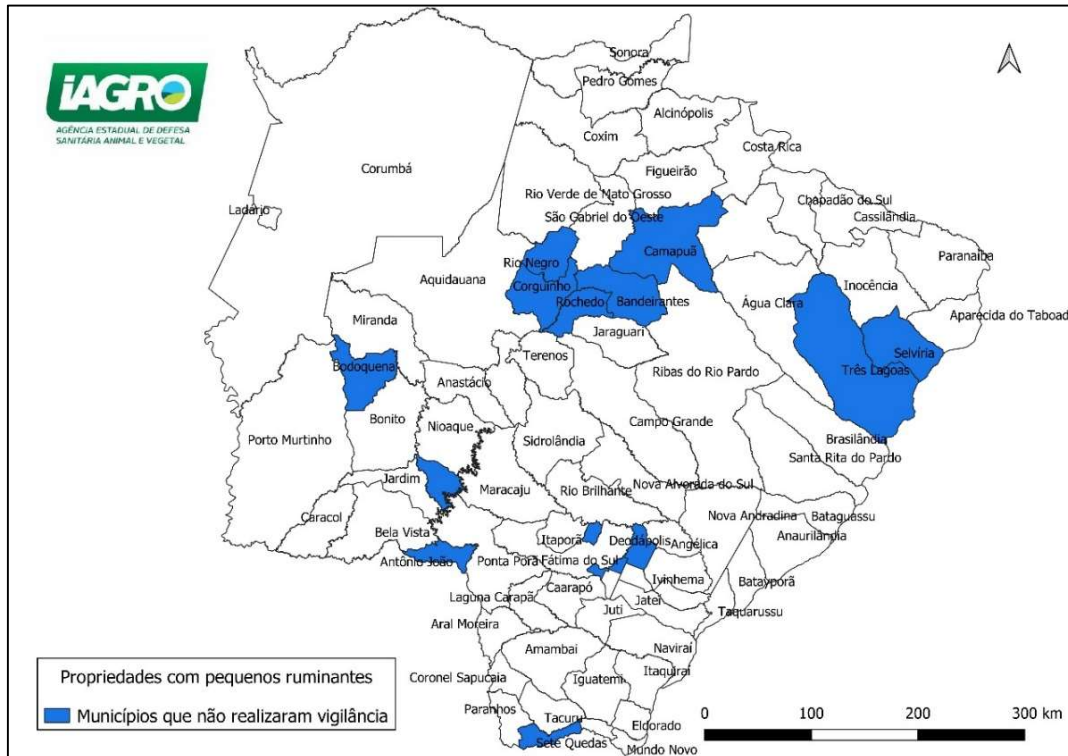 iAGRO
AGÊNCIA ESTADUAL DE DEFESA
SANITÁRIA ANIMAL E VEGETAL
Sonora
Pedro Gomes
Alcinópolis
Coxim
Costa Rica
Corumbá
Figueirão
Rio Verde de Mato Grosso
Chapadão do Sul
Ladário
São Gabriel do Oeste
Cassilândia
Camapuã
Paranaíba
Rio Negro
Aquidauana
Corguinho
Inocência
Rochedo
Bandeirantes
Água Clara
Aparecida do Taboad
Miranda
Jaraguari
Terenos
Selvíria
Bodoquena
Três Lagoas
Ribas do Rio Pardo
Anastácio
Bonito
Campo Grande
Nioaque
Porto Murtinho
Sidrolândia
Brasilândia
Santa Rita do Pardo
Jardim
Maracaju
Rio Brilhante
Nova Alvorada do Sul
Caracol
Nova Andradina
Bataguassu
Bela Vista
Itaporã
Deodápolis
Angélica
Anaurilândia
Antônio João
Ponta Porã
Fátima do Sul
Ivinhema
Batayporã
Caarapó
Laguna Carapã
Jateí
Juti
Taquarussu
Aral Moreira
Amambai
Naviraí
Coronel Sapucaia
Iguatemi
Itaquiraí
Paranhos
Tacuru
Eldorado
Sete Quedas
Mundo Novo
Propriedades com pequenos ruminantes
Municípios que não realizaram vigilância
0 100 200 300 km